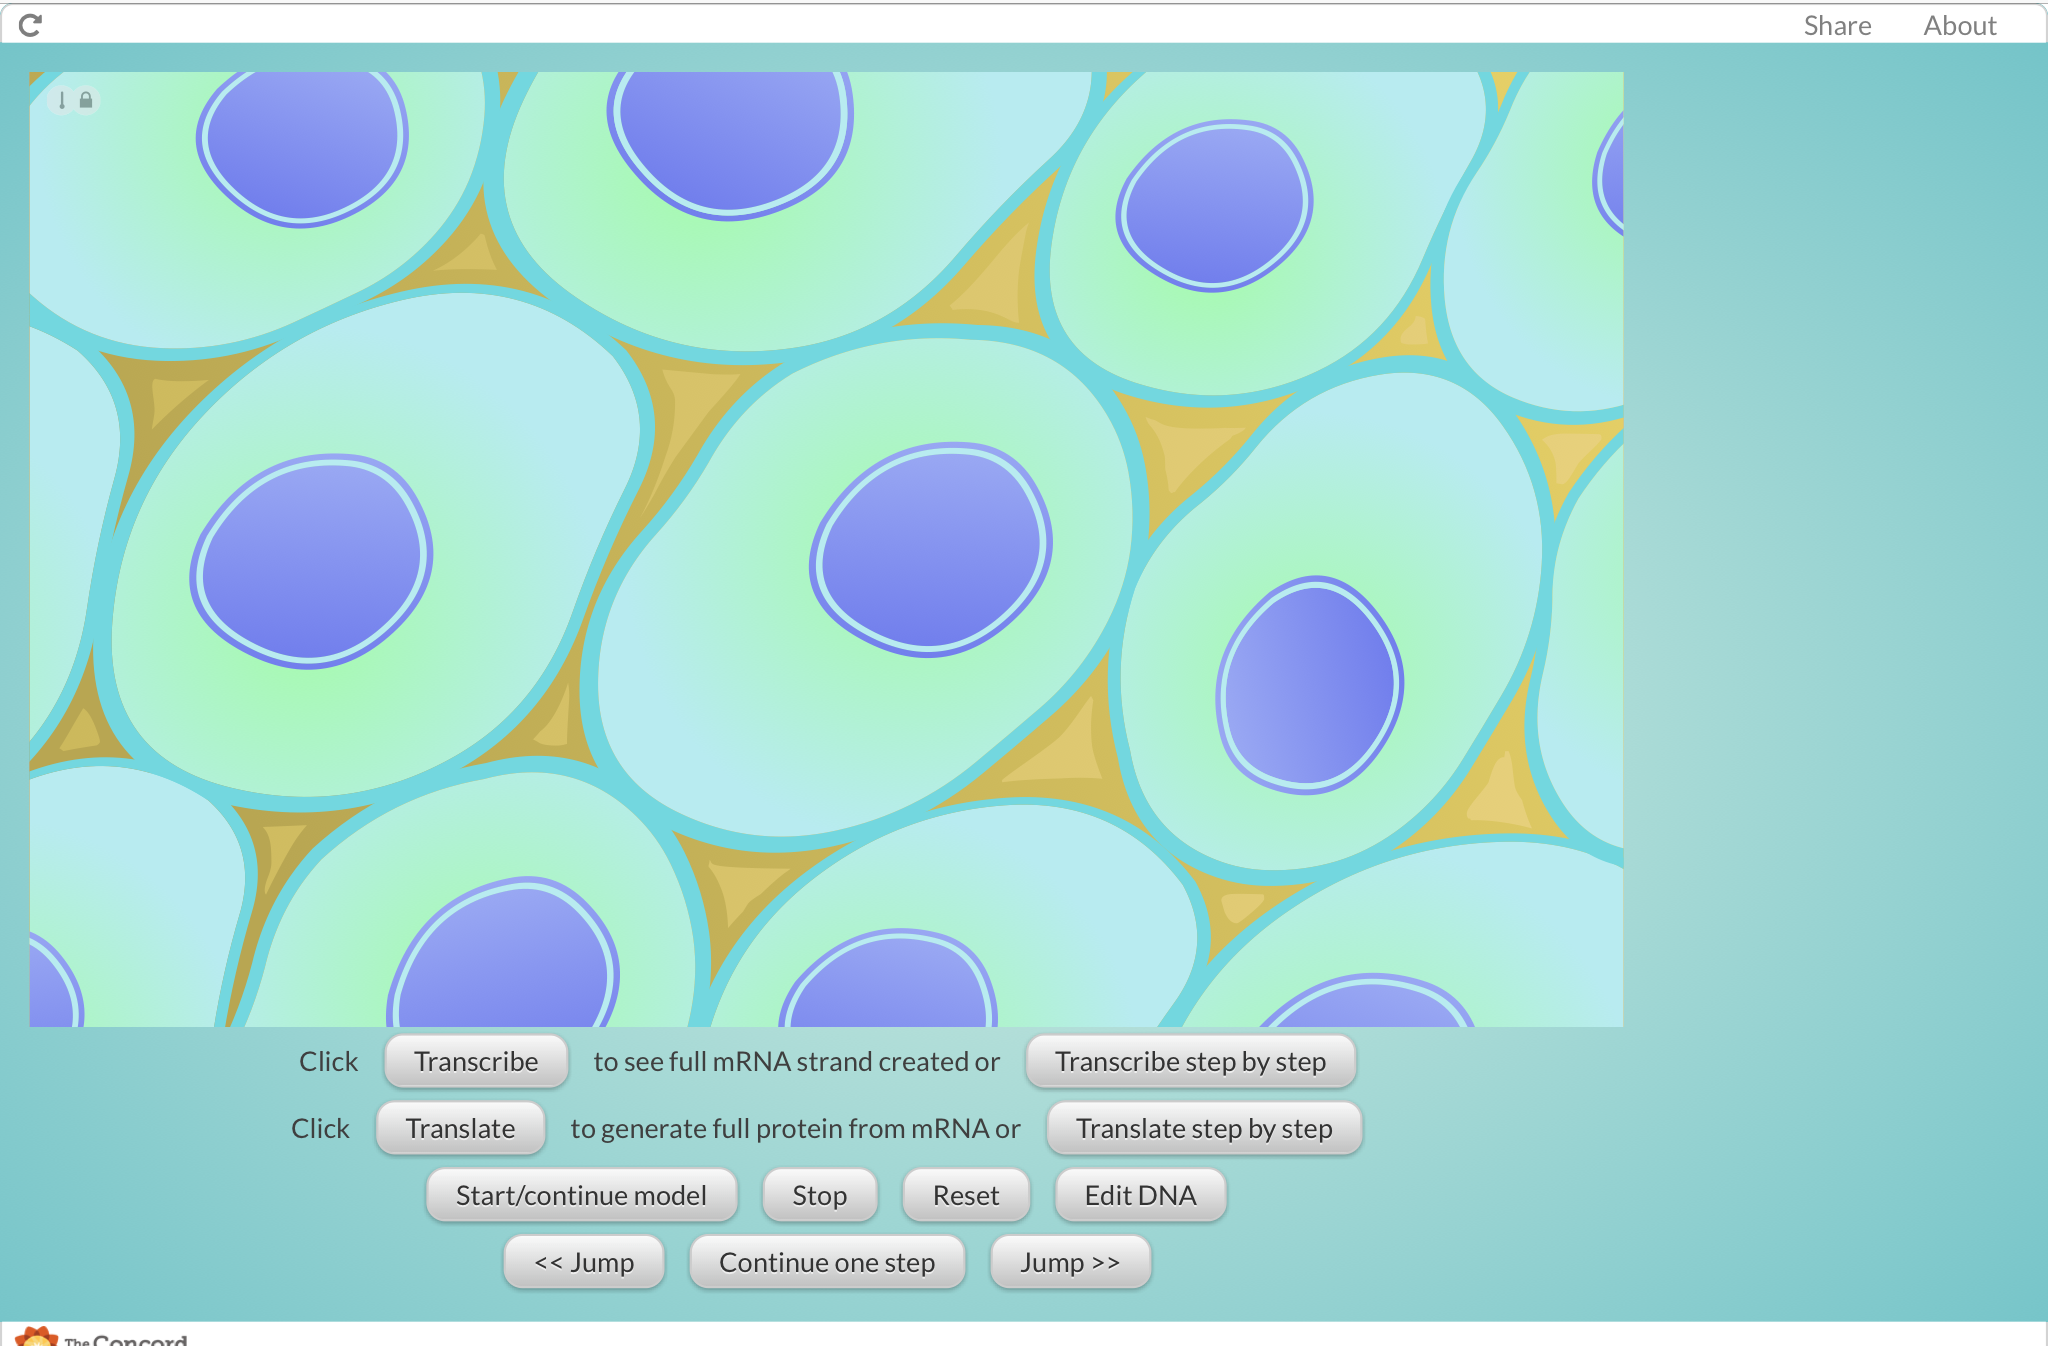 Share About
Click Transcribe to see full mRNA strand created or Transcribe step by step
Click Translate to generate full protein from mRNA or Translate step by step
Start/continue model Stop Reset Edit DNA
<< Jump Continue one step Jump >>
The Concord